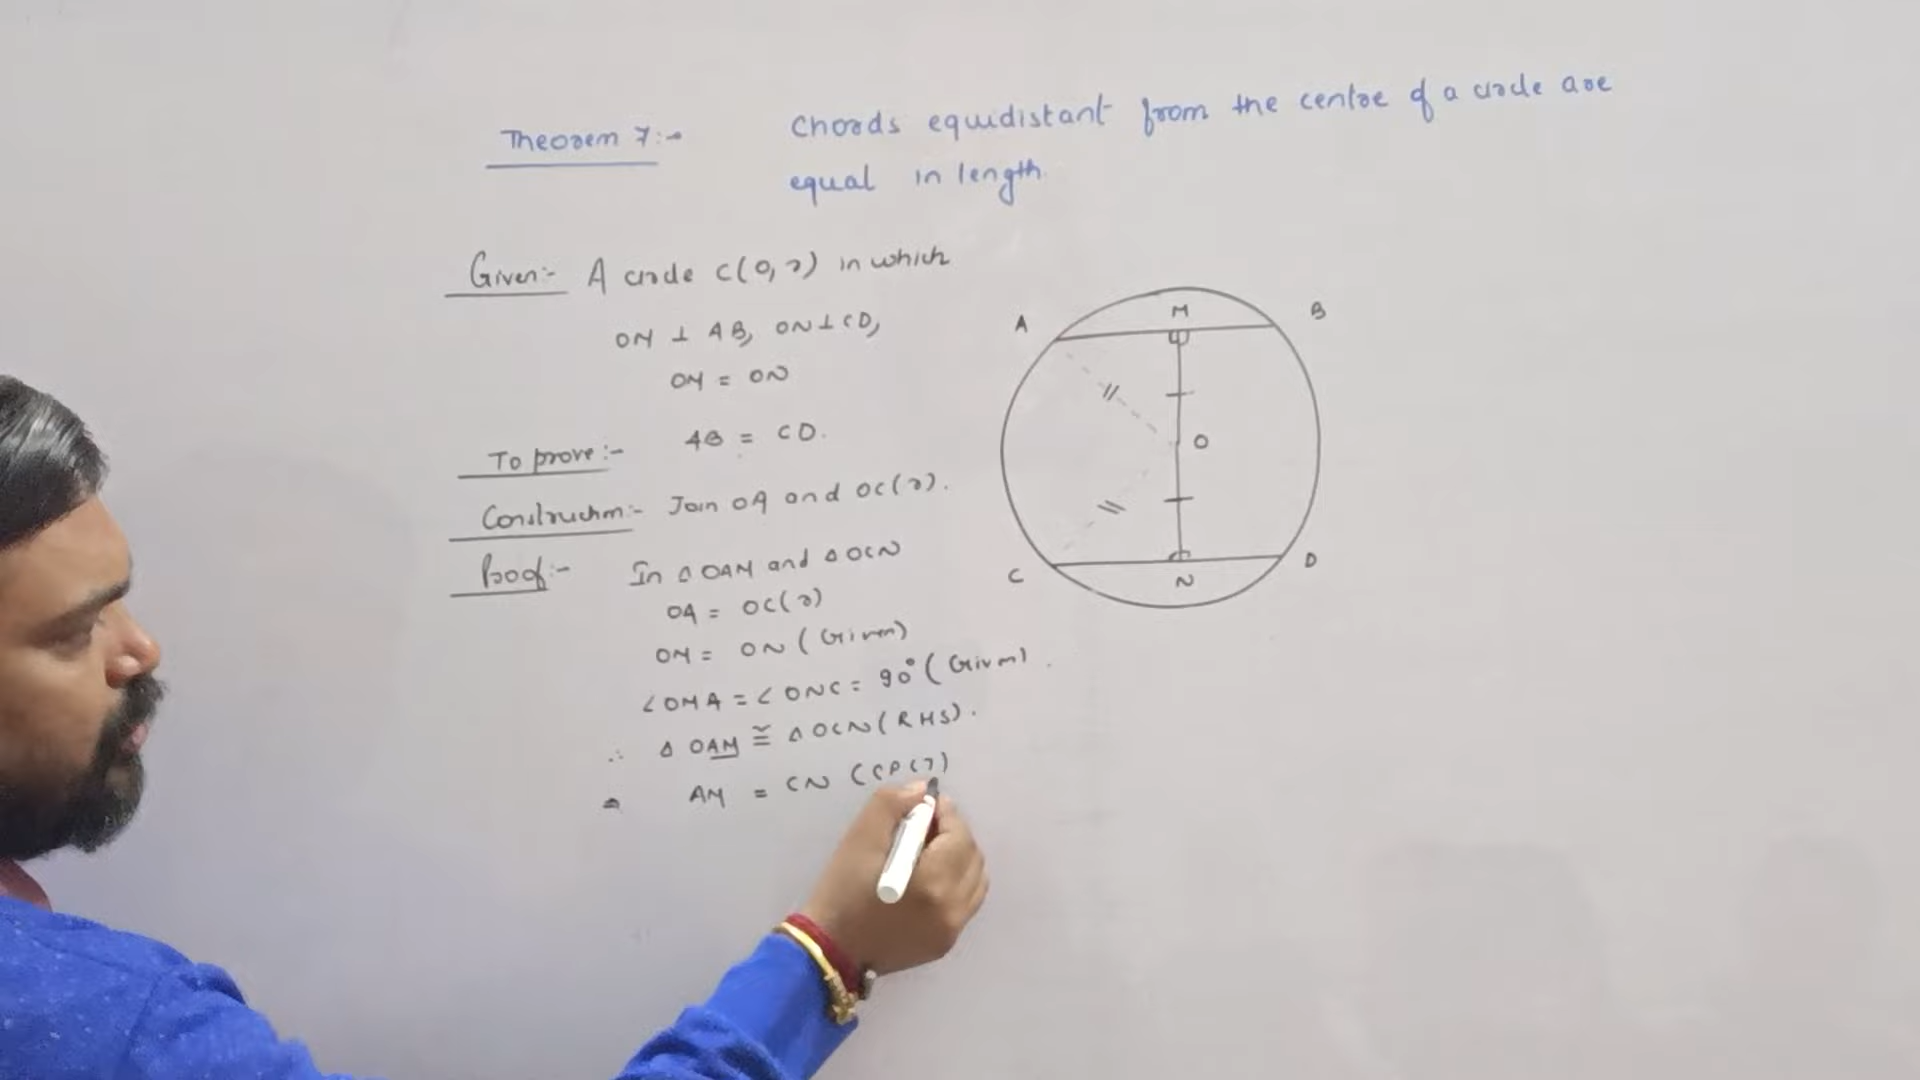 Theorem 7:- Chords equidistant from the centre of a circle are
equal in length.
Given:- A circle C(O, r) in which
OM ⊥ AB, ON ⊥ CD,
OM = ON
To prove:- AB = CD.
Construction:- Join OA and OC(r).
Proof:- In △OAM and △OCN
OA = OC(r)
OM = ON (Given)
∠OMA = ∠ONC = 90° (Given).
∴ △OAM ≅ △OCN (RHS).
AM = CN (CPCT)
A M B
O
C N D